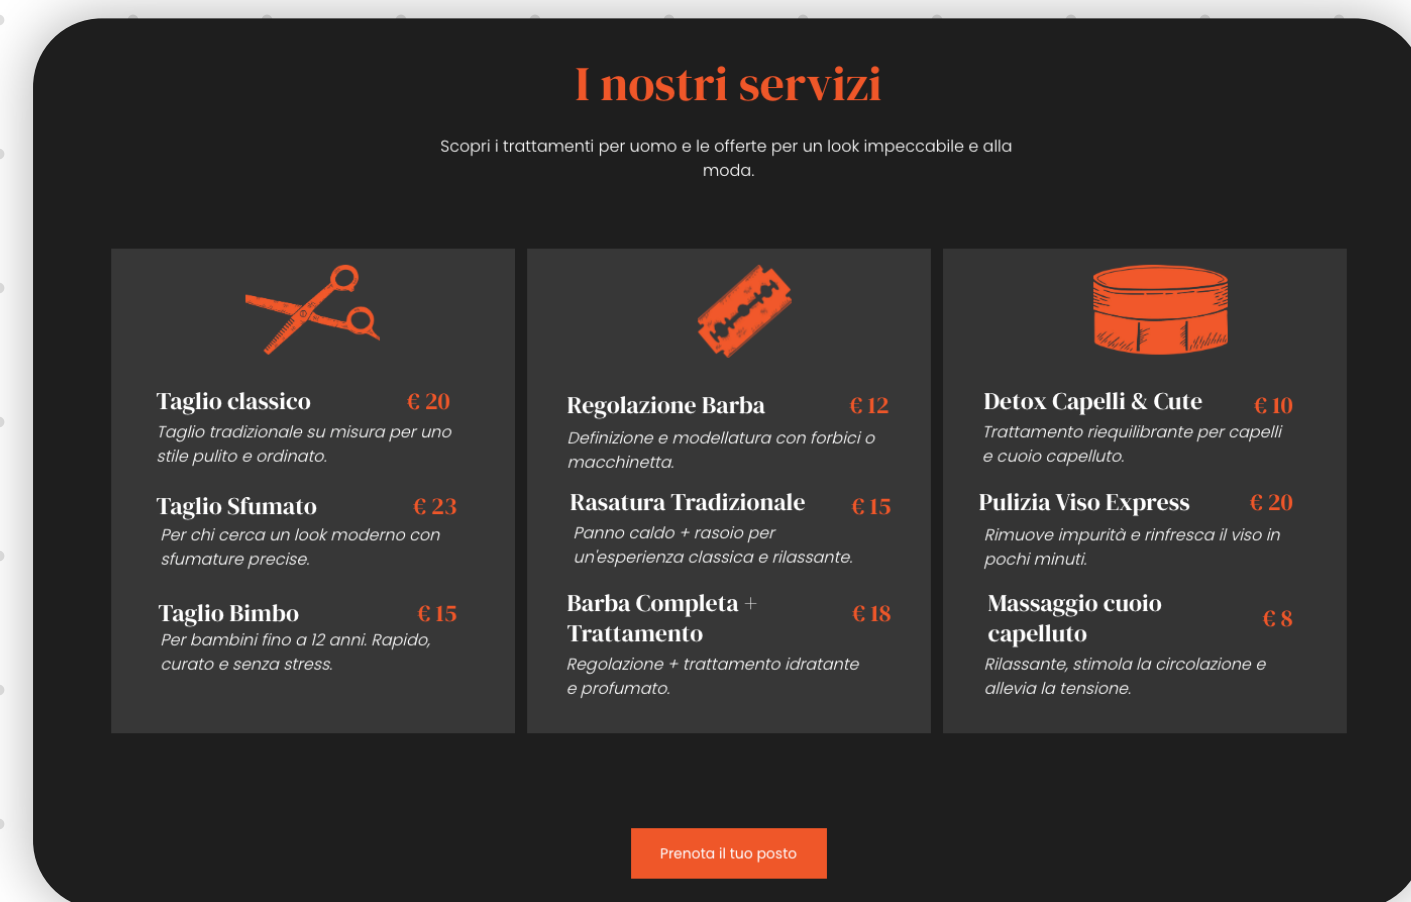 I nostri servizi
Scopri i trattamenti per uomo e le offerte per un look impeccabile e alla
moda.
Taglio classico € 20
Taglio tradizionale su misura per uno
stile pulito e ordinato.
Taglio Sfumato € 23
Per chi cerca un look moderno con
sfumature precise.
Taglio Bimbo € 15
Per bambini fino a 12 anni. Rapido,
curato e senza stress.
Regolazione Barba € 12
Definizione e modellatura con forbici o
macchinetta.
Rasatura Tradizionale € 15
Panno caldo + rasoio per
un'esperienza classica e rilassante.
Barba Completa +
Trattamento € 18
Regolazione + trattamento idratante
e profumato.
Detox Capelli & Cute € 10
Trattamento riequilibrante per capelli
e cuoio capelluto.
Pulizia Viso Express € 20
Rimuove impurità e rinfresca il viso in
pochi minuti.
Massaggio cuoio
capelluto € 8
Rilassante, stimola la circolazione e
allevia la tensione.
Prenota il tuo posto